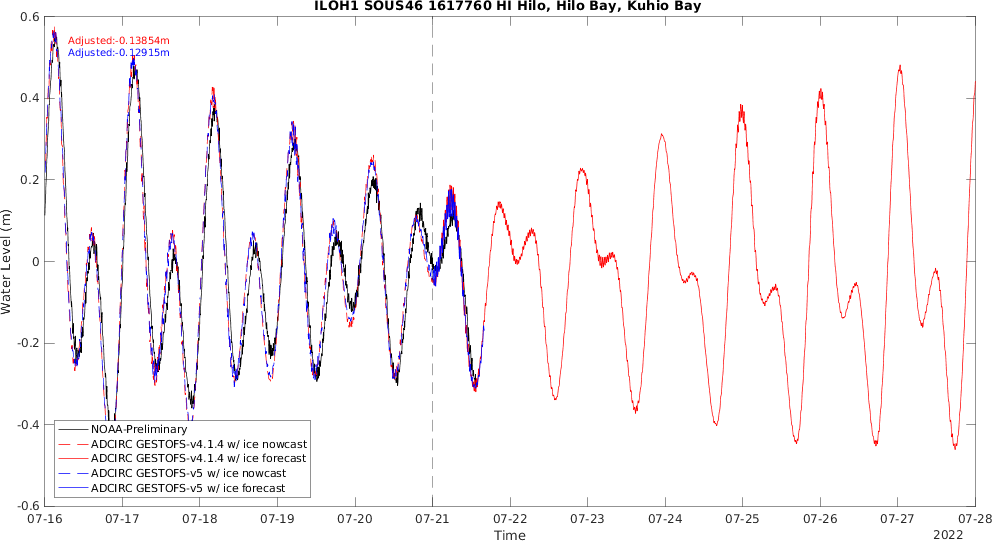 ILOH1 SOUS46 1617760 HI Hilo, Hilo Bay, Kuhio Bay
Adjusted:-0.13854m
Adjusted:-0.12915m
0.6
0.4
0.2
0
-0.2
-0.4
-0.6
Water Level (m)
NOAA-Preliminary
ADCIRC GESTOFS-v4.1.4 w/ ice nowcast
ADCIRC GESTOFS-v4.1.4 w/ ice forecast
ADCIRC GESTOFS-v5 w/ ice nowcast
ADCIRC GESTOFS-v5 w/ ice forecast
07-16 07-17 07-18 07-19 07-20 07-21 07-22 07-23 07-24 07-25 07-26 07-27 07-28
Time
2022